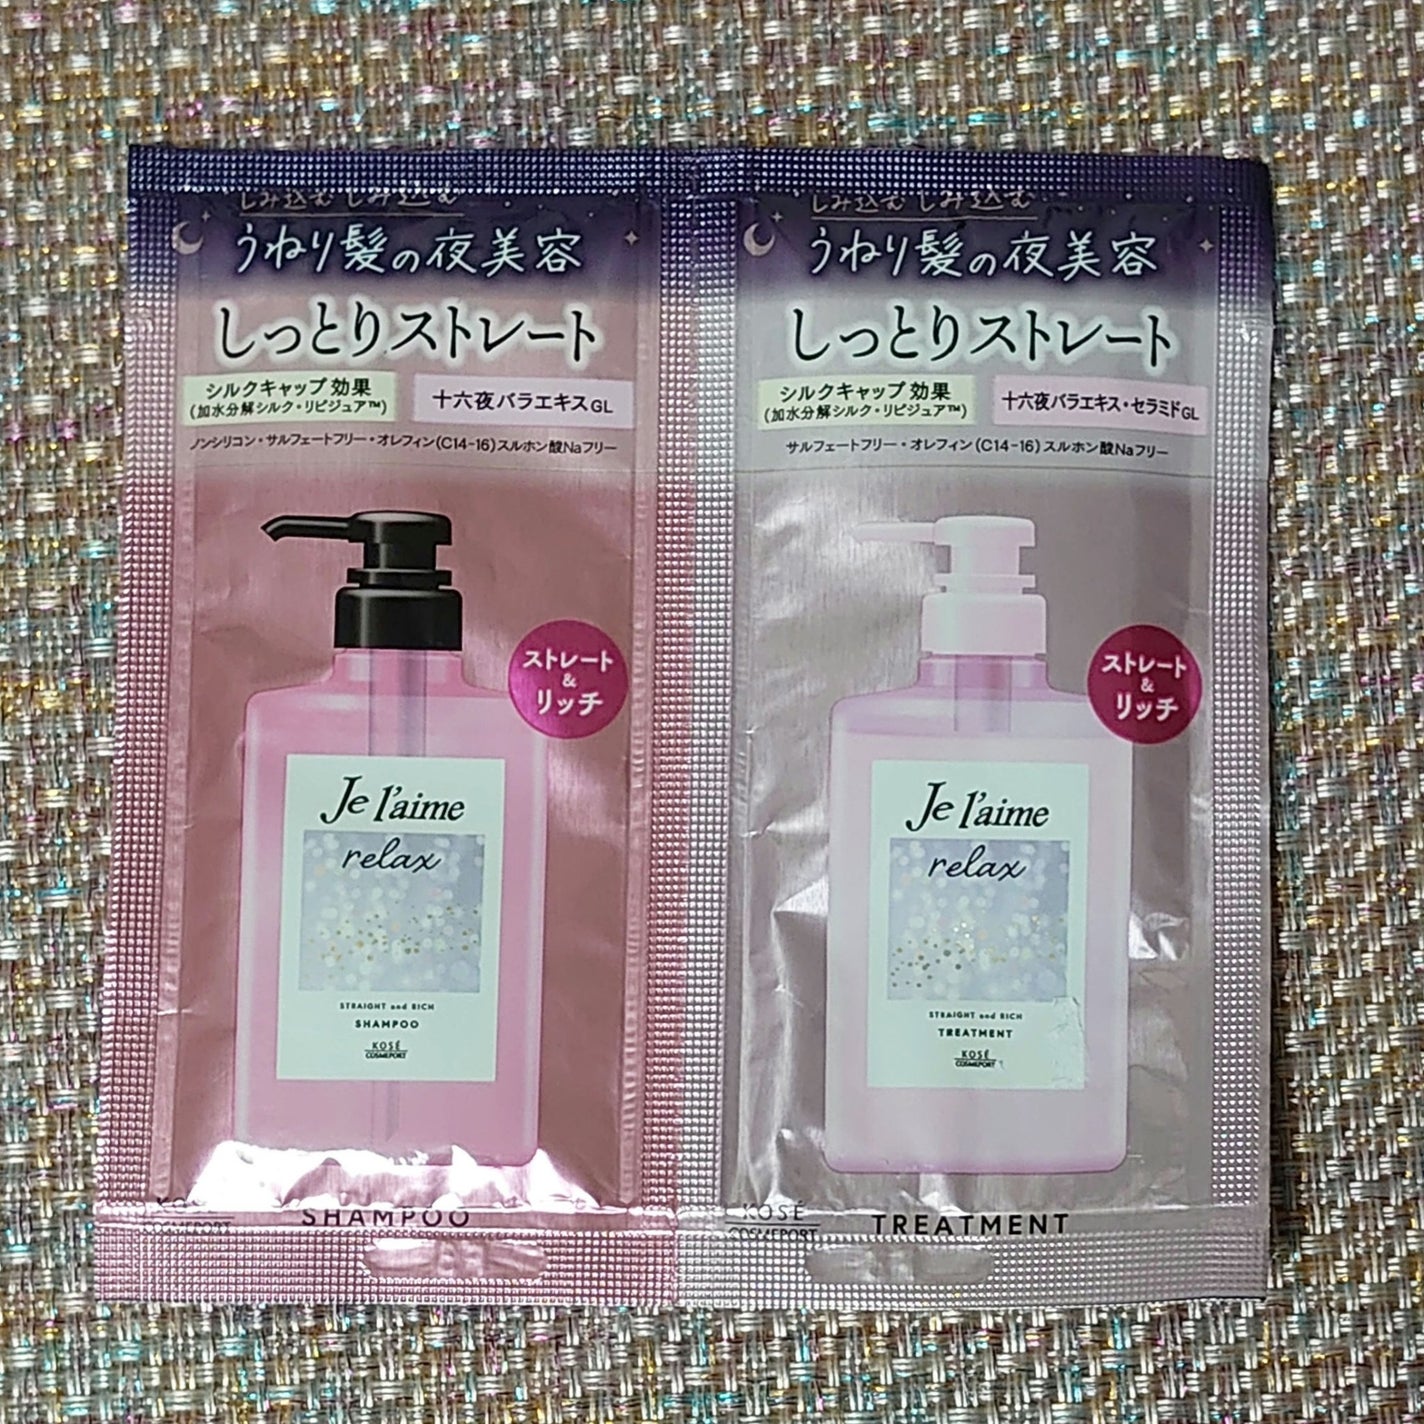 しみ込む しみ込む
うねり髪の夜美容
しっとりストレート
シルクキャップ効果
(加水分解シルク・リピジュア™)
十六夜バラエキスGL
ノンシリコン・サルフェートフリー・オレフィン(C14-16)スルホン酸Naフリー
ストレート
&
リッチ
Je l'aime
relax
STRAIGHT and RICH
SHAMPOO
KOSÉ
COSMEPORT
KOSÉ
COSMEPORT
SHAMPOO
しみ込む しみ込む
うねり髪の夜美容
しっとりストレート
シルクキャップ効果
(加水分解シルク・リピジュア™)
十六夜バラエキス・セラミドGL
サルフェートフリー・オレフィン(C14-16)スルホン酸Naフリー
ストレート
&
リッチ
Je l'aime
relax
STRAIGHT and RICH
TREATMENT
KOSÉ
COSMEPORT
KOSÉ
COSMEPORT
TREATMENT